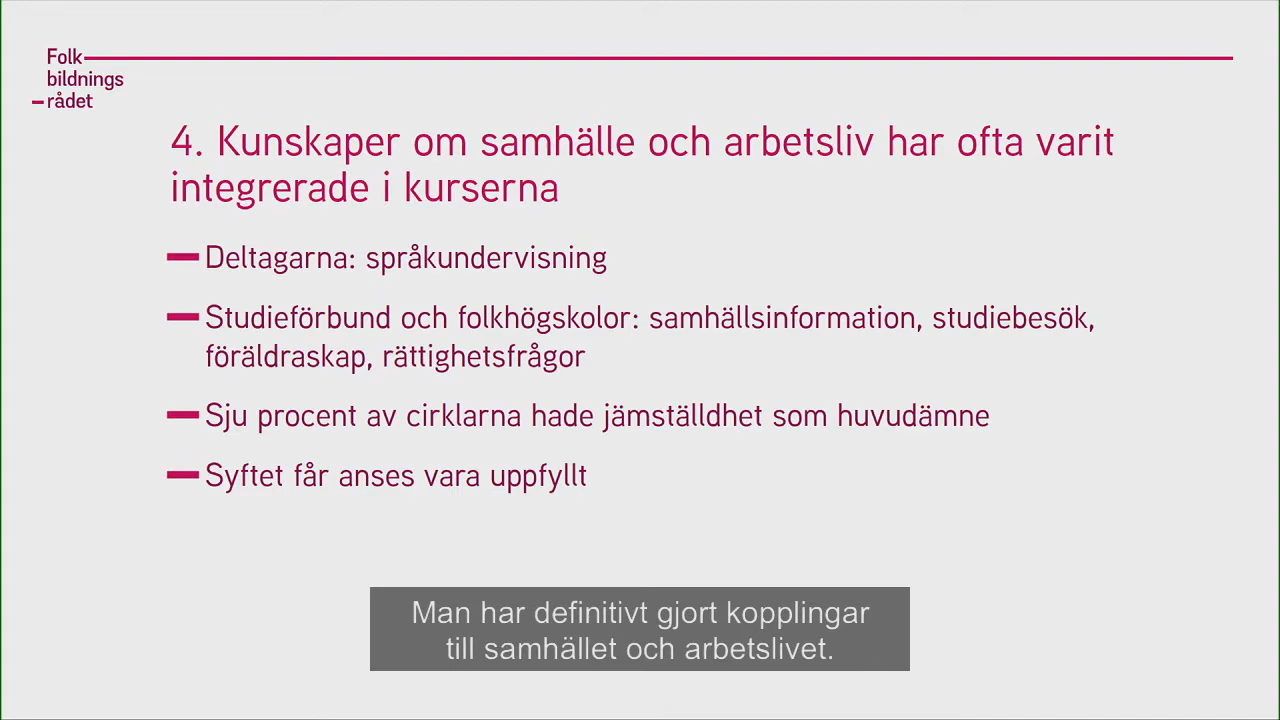 Folk
bildnings
rådet
4. Kunskaper om samhälle och arbetsliv har ofta varit
integrerade i kurserna
Deltagarna: språkundervisning
Studieförbund och folkhögskolor: samhällsinformation, studiebesök,
föräldraskap, rättighetsfrågor
Sju procent av cirklarna hade jämställdhet som huvudämne
Syftet får anses vara uppfyllt
Man har definitivt gjort kopplingar
till samhället och arbetslivet.